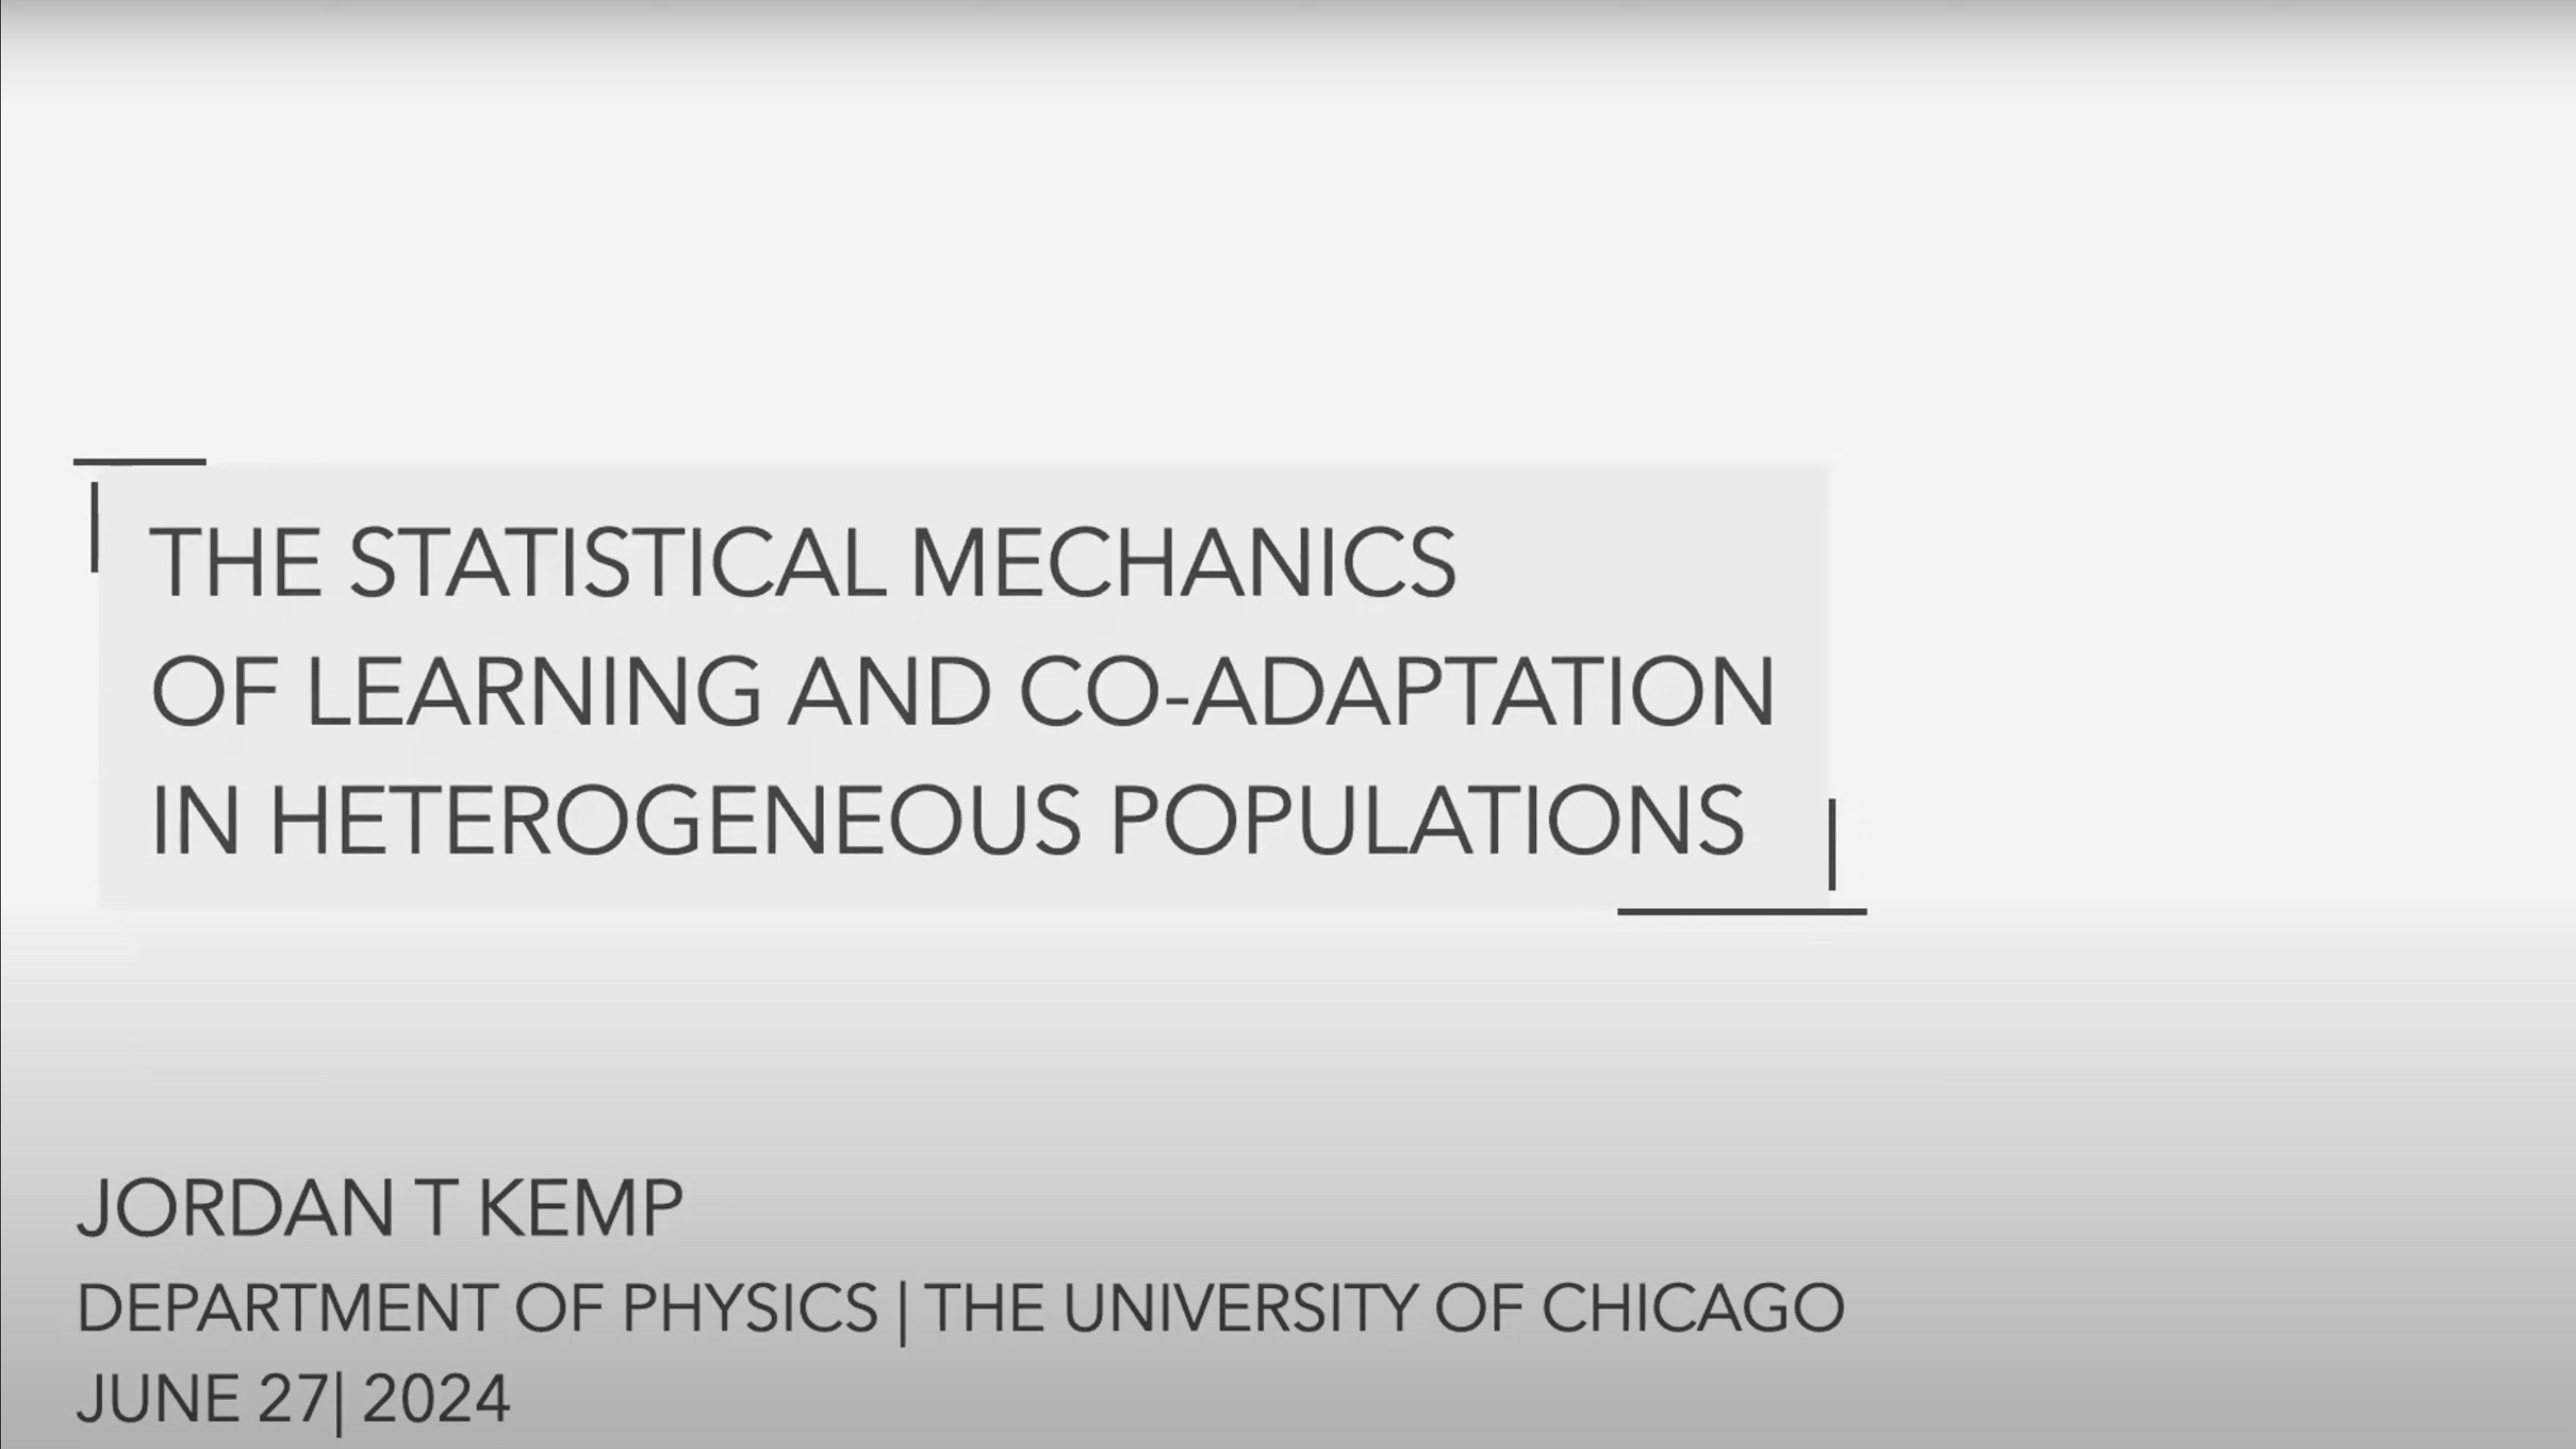 THE STATISTICAL MECHANICS
OF LEARNING AND CO-ADAPTATION
IN HETEROGENEOUS POPULATIONS
JORDAN T KEMP
DEPARTMENT OF PHYSICS | THE UNIVERSITY OF CHICAGO
JUNE 27| 2024